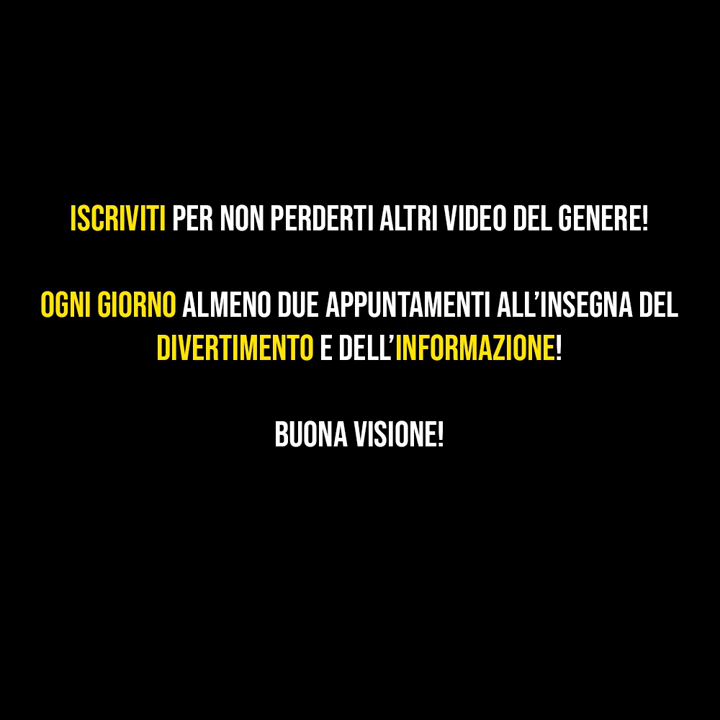 ISCRIVITI PER NON PERDERTI ALTRI VIDEO DEL GENERE!
OGNI GIORNO ALMENO DUE APPUNTAMENTI ALL’INSEGNA DEL
DIVERTIMENTO E DELL’INFORMAZIONE!
BUONA VISIONE!